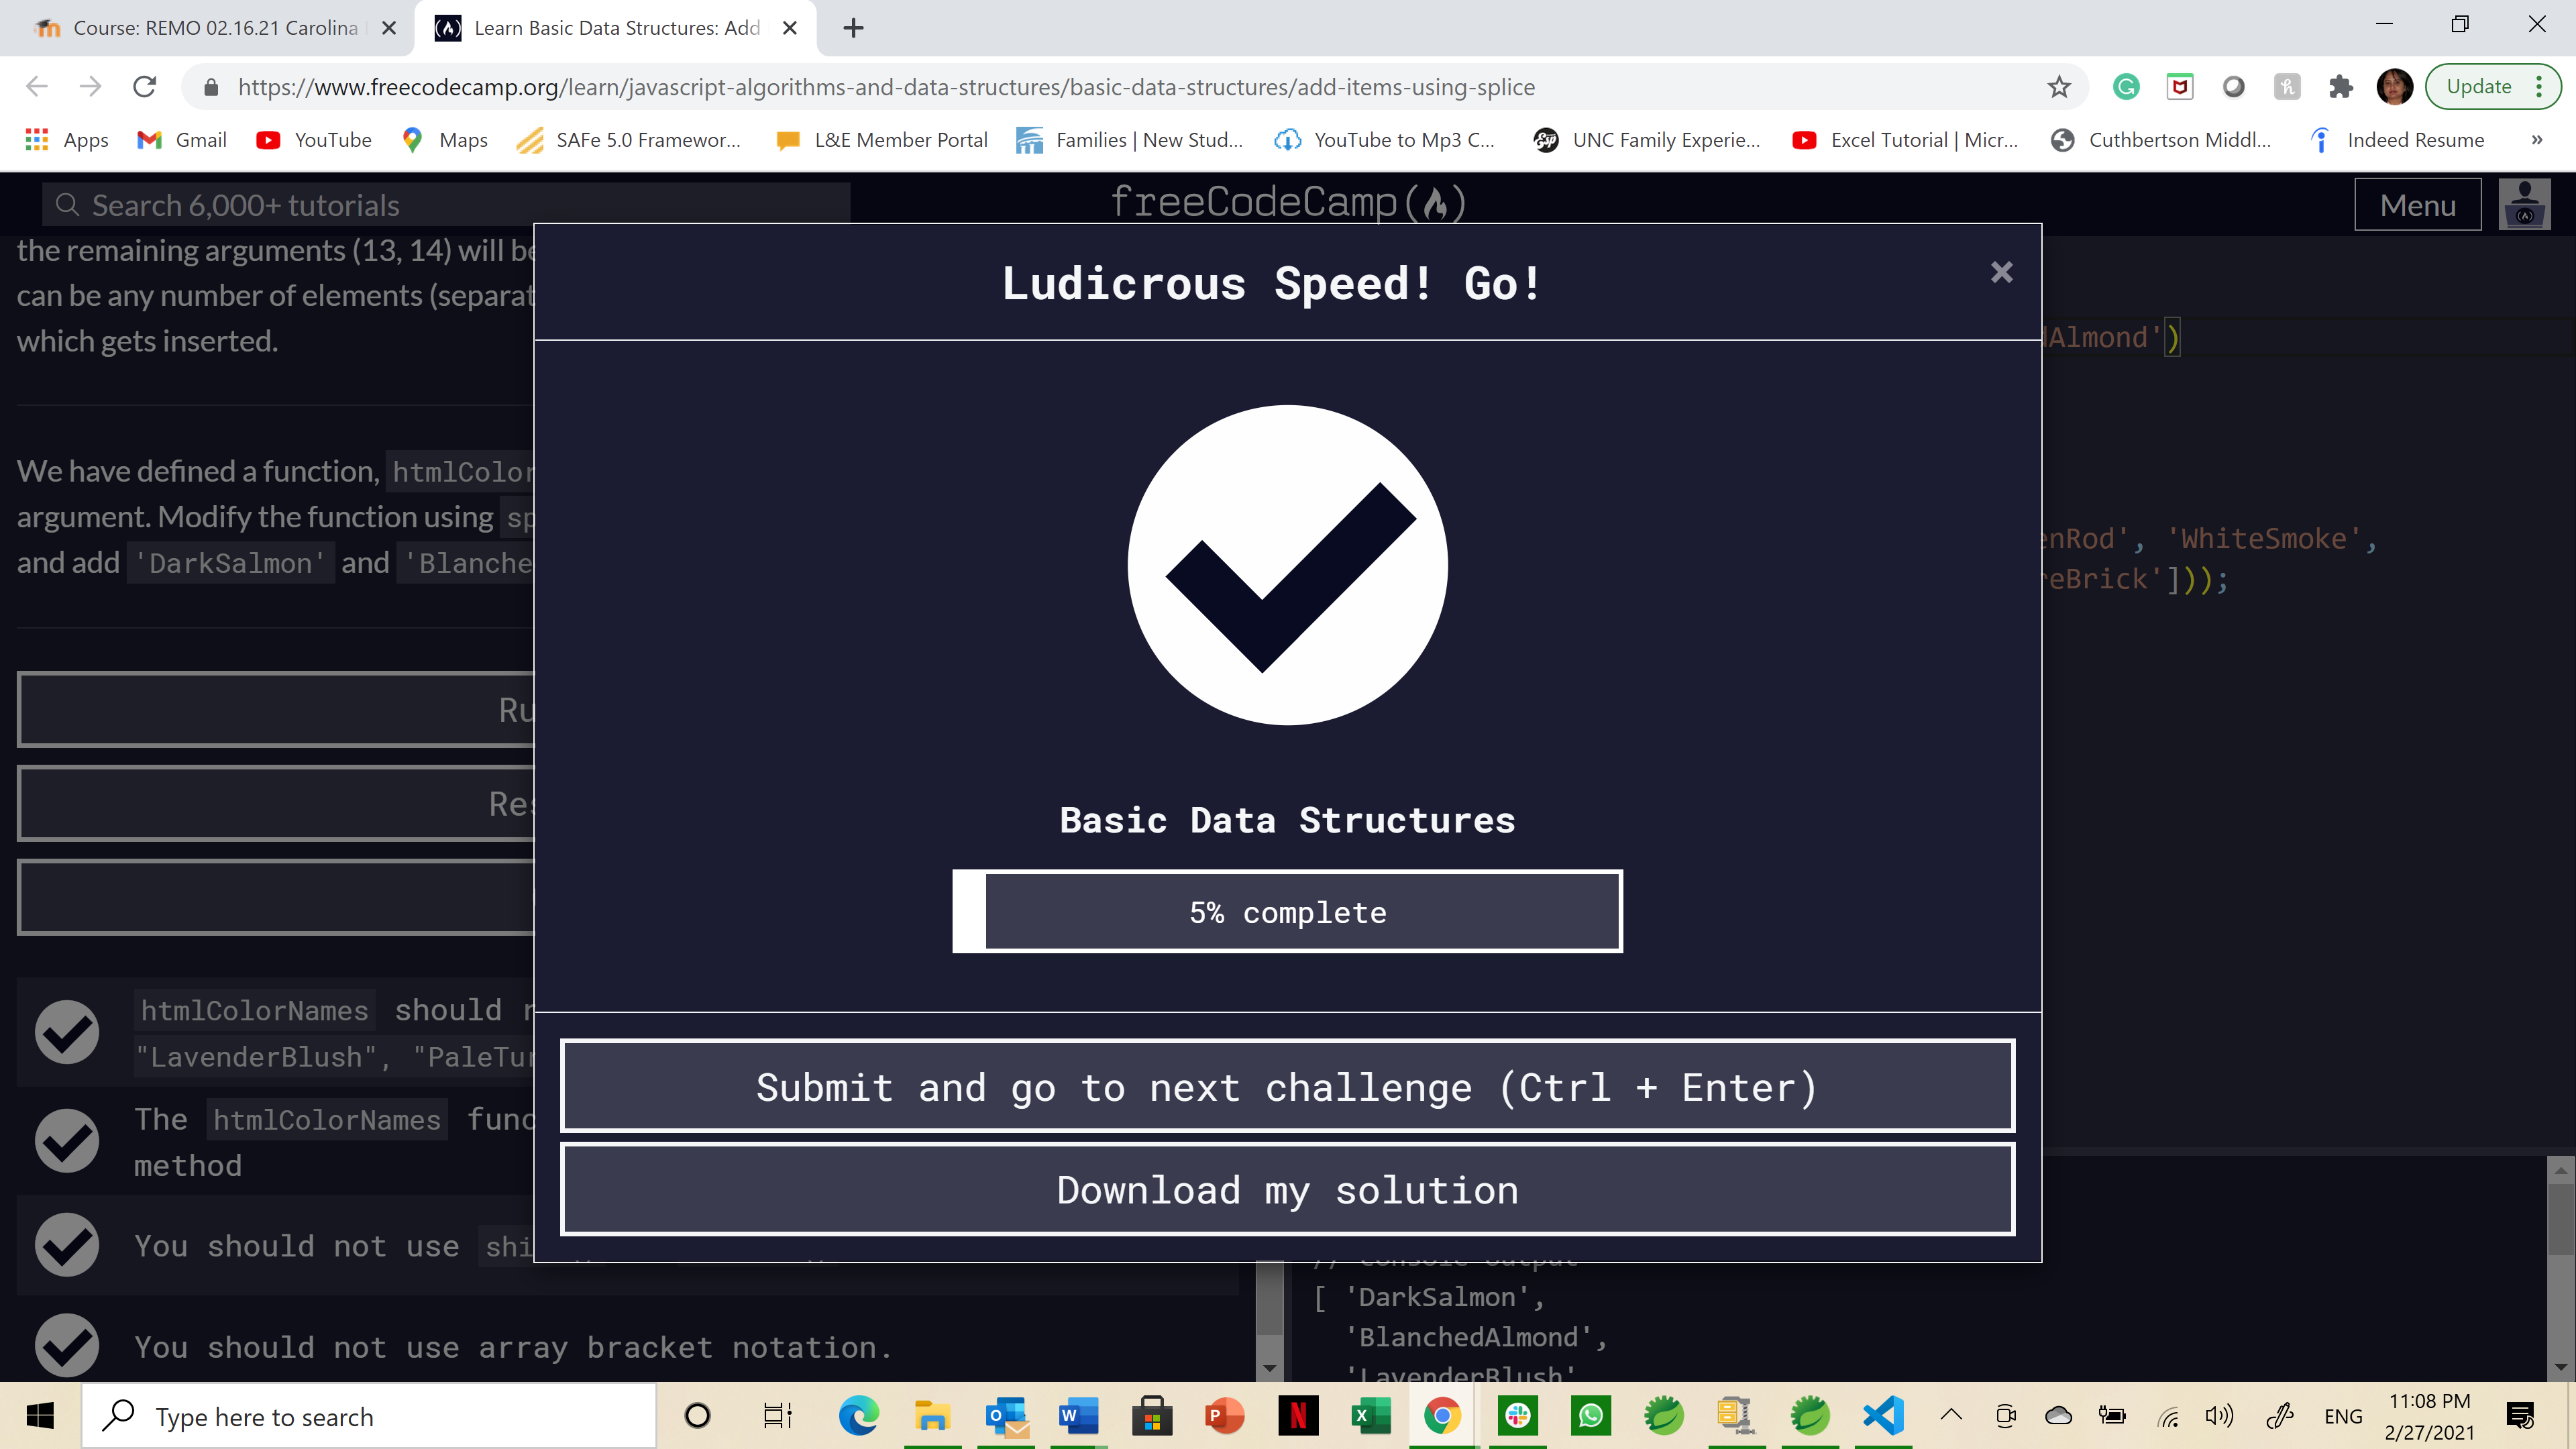 Course: REMO 02.16.21 Carolina
Learn Basic Data Structures: Add
https://www.freecodecamp.org/learn/javascript-algorithms-and-data-structures/basic-data-structures/add-items-using-splice
Update
Apps
Gmail
YouTube
Maps
SAFe 5.0 Framewor...
L&E Member Portal
Families | New Stud...
YouTube to Mp3 C...
UNC Family Experie...
Excel Tutorial | Micr...
Cuthbertson Middl...
Indeed Resume
»
Search 6,000+ tutorials
freeCodeCamp(
Menu
the remaining arguments (13, 14) will be
can be any number of elements (separat
which gets inserted.
We have defined a function, htmlColor
argument. Modify the function using sp
and add 'DarkSalmon' and 'Blanche
Ru
Res
htmlColorNames should r
"LavenderBlush", "PaleTur
The htmlColorNames func
method
You should not use shi
You should not use array bracket notation.
Ludicrous Speed! Go!
×
Basic Data Structures
5% complete
Submit and go to next challenge (Ctrl + Enter)
Download my solution
dAlmond')
enRod', 'WhiteSmoke',
reBrick']));
// console output
[ 'DarkSalmon',
'BlanchedAlmond',
'LavenderBlush'
Type here to search
ENG
11:08 PM
2/27/2021